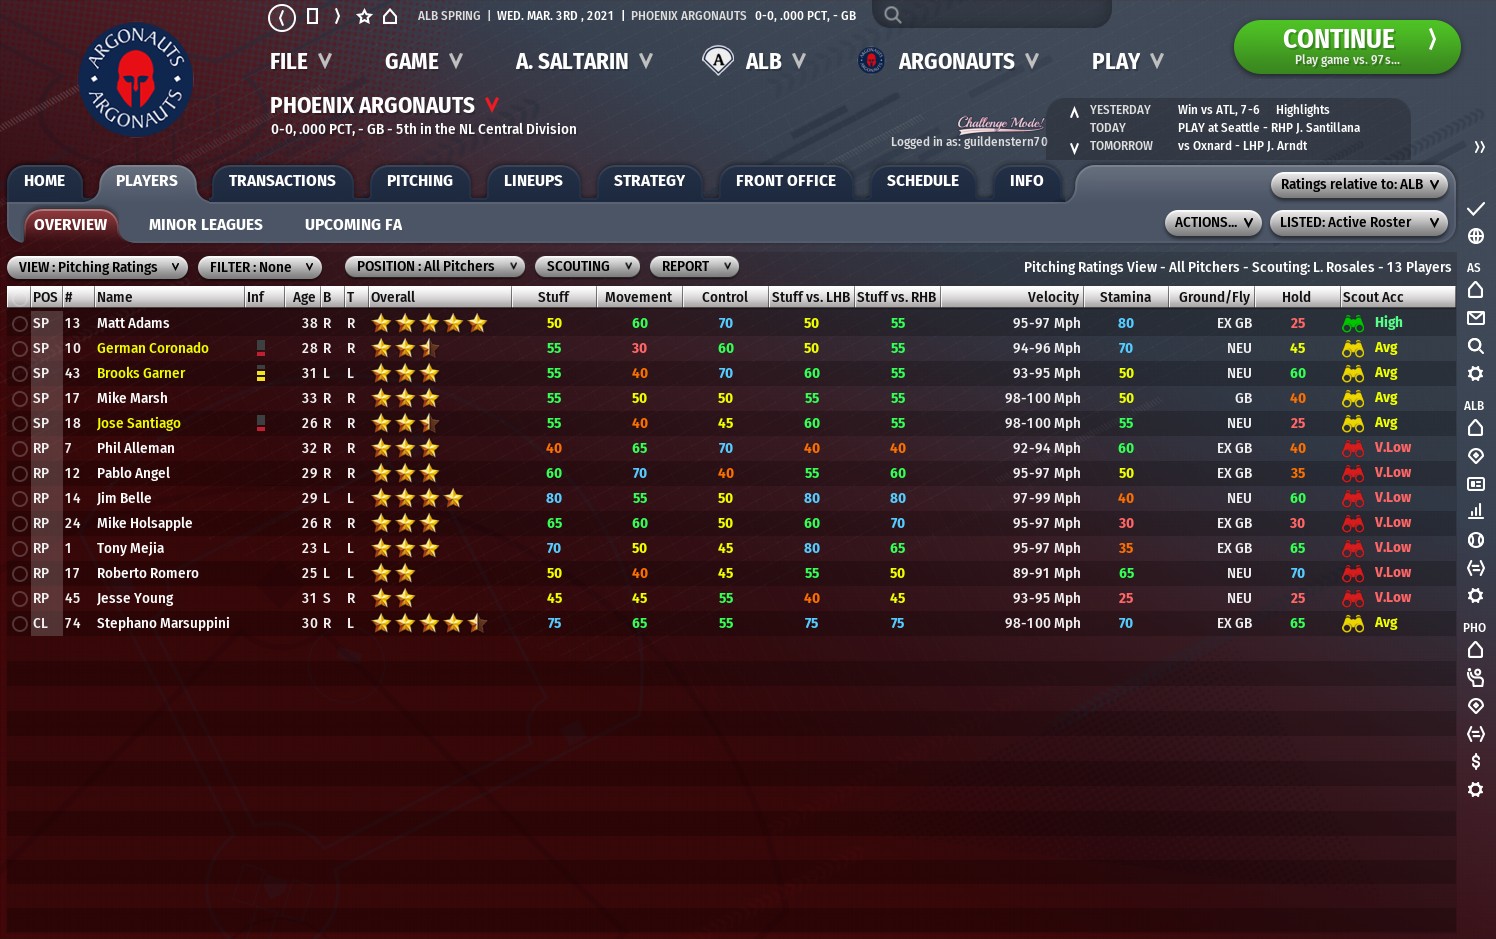 ALB SPRING | WED. MAR. 3RD , 2021 | PHOENIX ARGONAUTS 0-0, .000 PCT, - GB
ARGONAUTS
ARGONAUTS
FILE GAME A. SALTARIN A ALB ARGONAUTS PLAY
CONTINUE
Play game vs. 97s...
PHOENIX ARGONAUTS
0-0, .000 PCT, - GB - 5th in the NL Central Division
Challenge Mode!
Logged in as: guildenstern70
YESTERDAY Win vs ATL, 7-6 Highlights
TODAY PLAY at Seattle - RHP J. Santillana
TOMORROW vs Oxnard - LHP J. Arndt
HOME PLAYERS TRANSACTIONS PITCHING LINEUPS STRATEGY FRONT OFFICE SCHEDULE INFO
Ratings relative to: ALB
OVERVIEW MINOR LEAGUES UPCOMING FA
ACTIONS... LISTED: Active Roster
VIEW : Pitching Ratings FILTER : None POSITION : All Pitchers SCOUTING REPORT
Pitching Ratings View - All Pitchers - Scouting: L. Rosales - 13 Players
POS # Name Inf Age B T Overall Stuff Movement Control Stuff vs. LHB Stuff vs. RHB Velocity Stamina Ground/Fly Hold Scout Acc
SP 13 Matt Adams 38 R R 50 60 70 50 55 95-97 Mph 80 EX GB 25 High
SP 10 German Coronado 28 R R 55 30 60 50 55 94-96 Mph 70 NEU 45 Avg
SP 43 Brooks Garner 31 L L 55 40 70 60 55 93-95 Mph 50 NEU 60 Avg
SP 17 Mike Marsh 33 R R 55 50 50 55 55 98-100 Mph 50 GB 40 Avg
SP 18 Jose Santiago 26 R R 55 40 45 60 55 98-100 Mph 55 NEU 25 Avg
RP 7 Phil Alleman 32 R R 40 65 70 40 40 92-94 Mph 60 EX GB 40 V.Low
RP 12 Pablo Angel 29 R R 60 70 40 55 60 95-97 Mph 50 EX GB 35 V.Low
RP 14 Jim Belle 29 L L 80 55 50 80 80 97-99 Mph 40 NEU 60 V.Low
RP 24 Mike Holsapple 26 R R 65 60 50 60 70 95-97 Mph 30 EX GB 30 V.Low
RP 1 Tony Mejia 23 L L 70 50 45 80 65 95-97 Mph 35 EX GB 65 V.Low
RP 17 Roberto Romero 25 L L 50 40 45 55 50 89-91 Mph 65 NEU 70 V.Low
RP 45 Jesse Young 31 S R 45 45 55 40 45 93-95 Mph 25 NEU 25 V.Low
CL 74 Stephano Marsuppini 30 R L 75 65 55 75 75 98-100 Mph 70 EX GB 65 Avg
AS
ALB
PHO